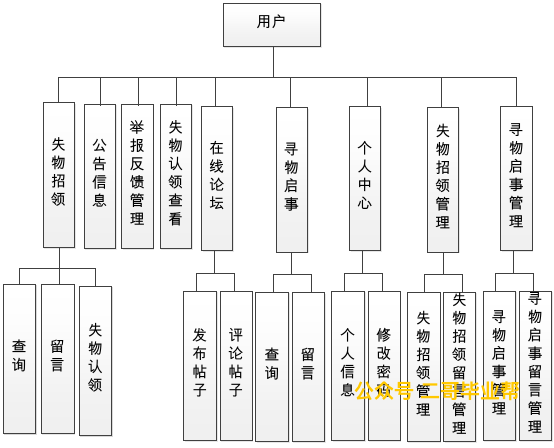 用户
失物招领
公告信息
举报反馈管理
失物认领查看
在线论坛
寻物启事
个人中心
失物招领管理
寻物启事管理
查询
留言
失物认领
发布帖子
评论帖子
查询
留言
个人信息
修改密码
失物招领管理
失物招领留言管理
寻物启事管理
寻物启事留言管理
公众号 二哥毕业帮